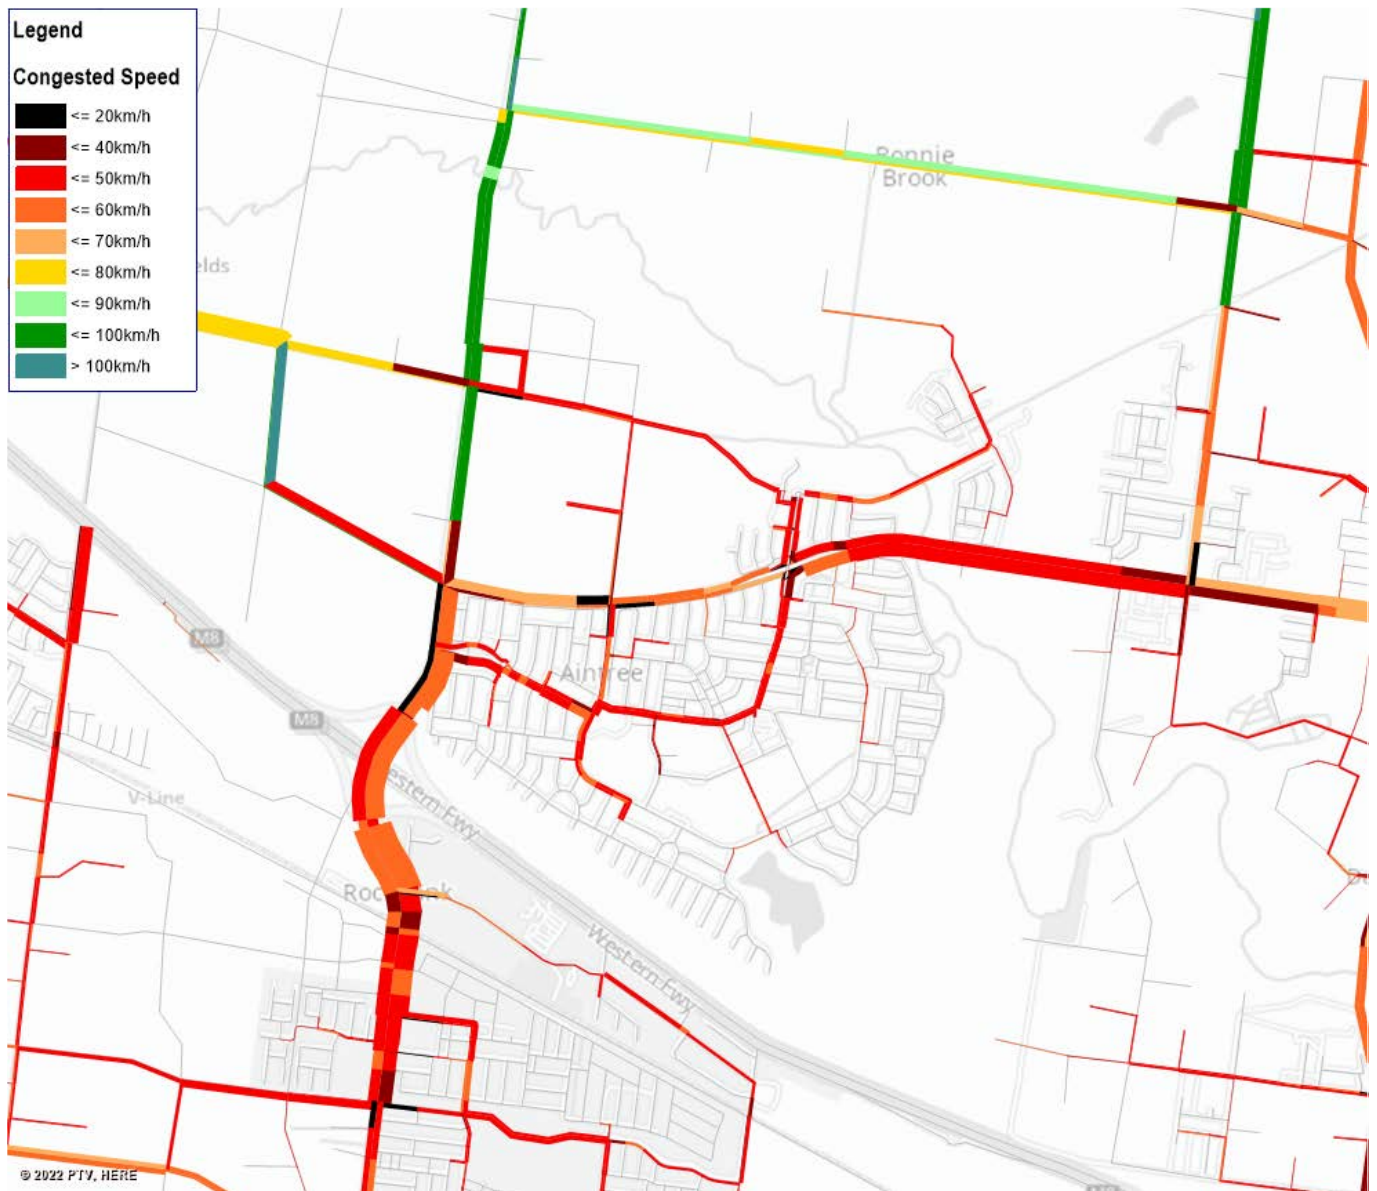 Legend
Congested Speed
<= 20km/h
<= 40km/h
<= 50km/h
<= 60km/h
<= 70km/h
<= 80km/h
<= 90km/h
<= 100km/h
> 100km/h
Bonnie
Brook
elds
M8
Aintree
M8
V-Line
estern Fwy
Western Fwy
© 2022 PTV, HERE